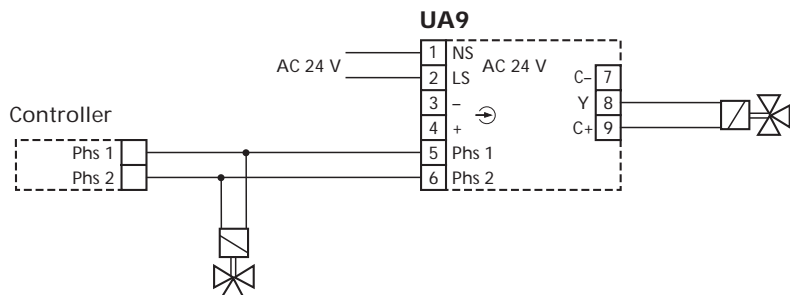 UA9
AC 24 V
1 NS
2 LS
AC 24 V
3 –
4 +
5 Phs 1
6 Phs 2
C– 7
Y 8
C+ 9
Controller
Phs 1
Phs 2